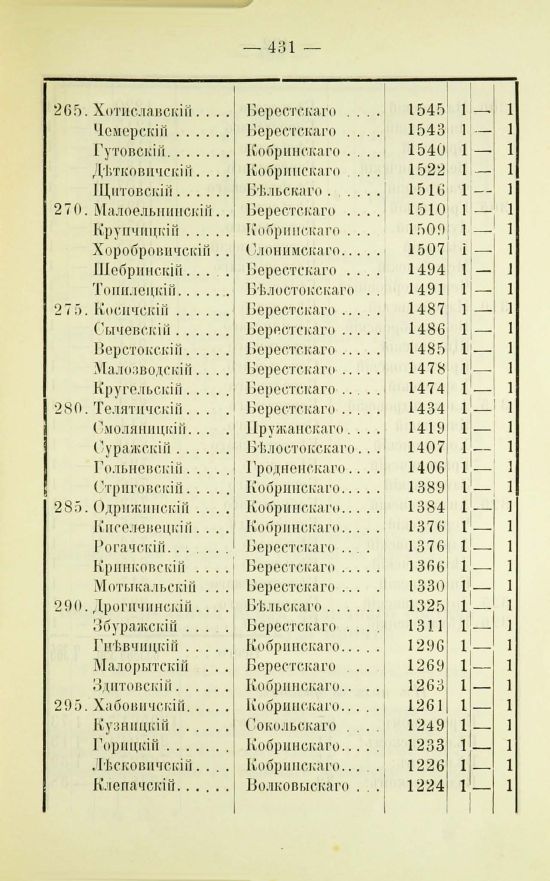 — 431 —
265. Хотиславскій.... Берестскаго .... 1545 1 — 1
Чемерскій ...... Берестскаго .... 1543 1 — 1
Гутовскій....... Кобринскаго .... 1540 1 — 1
Дѣтковичскій .... Кобринскаго .... 1522 1 — 1
Щитовскій...... Бѣльскаго ...... 1516 1 -- 1
270. Малоельнинскій.. Берестскаго .... 1510 1 — 1
Крупчицкій .... Кобринскаго .... 1509 1 — 1
Хоробровичскій .. Слонимскаго..... 1507 1 — 1
Шебринскій .... Берестскаго .... 1494 1 — 1
Топилецкій...... Бѣлостокскаго .. 1491 1 — 1
275. Косичскій...... Берестскаго ..... 1487 1 — 1
Сычевскій ..... Берестскаго ..... 1486 1 — 1
Верстокскій..... Берестскаго ..... 1485 1 — 1
Малозводскій.... Берестскаго ..... 1478 1 — 1
Кругельскій .... Берестскаго ..... 1474 1 — 1
280. Телятичскій ... Берестскаго ..... 1434 1 — 1
Смоляницкій... . Пружанскаго.... 1419 1 — 1
Суражскій ..... Бѣлостокскаго... 1407 1 — 1
Гольневскій..... Гродненскаго.... 1406 1 — 1
Стриговскій..... Кобринскаго..... 1389 1 — 1
285. Одрижинскій.... Кобринскаго..... 1384 1 — 1
Киселевецкій ... Кобринскаго..... 1376 1 — 1
Рогачскій....... Берестскаго .... 1376 1 — 1
Кринковскій .... Берестскаго .... 1366 1 — 1
Мотыкальскій ... Берестскаго ... . 1330 1 — 1
290. Дрогичинскій.... Бѣльскаго ...... 1325 1 — 1
Збуражскій ..... Берестскаго .... 1311 1 — 1
Гнѣвчицкій .... Кобринскаго..... 1296 1 — 1
Малорытскій ... Берестскаго .... 1269 1 — 1
Здитовскій...... Кобринскаго.. .. 1263 1 — 1
295. Хабовичскій.... Кобринскаго..... 1261 1 — 1
Кузницкій ..... Сокольскаго .... 1249 1 — 1
Горицкій ...... Кобринскаго..... 1233 1 — 1
Лѣсковичскій.... Кобринскаго..... 1226 1 — 1
Клепачскій...... Волковыскаго ... 1224 1 — 1